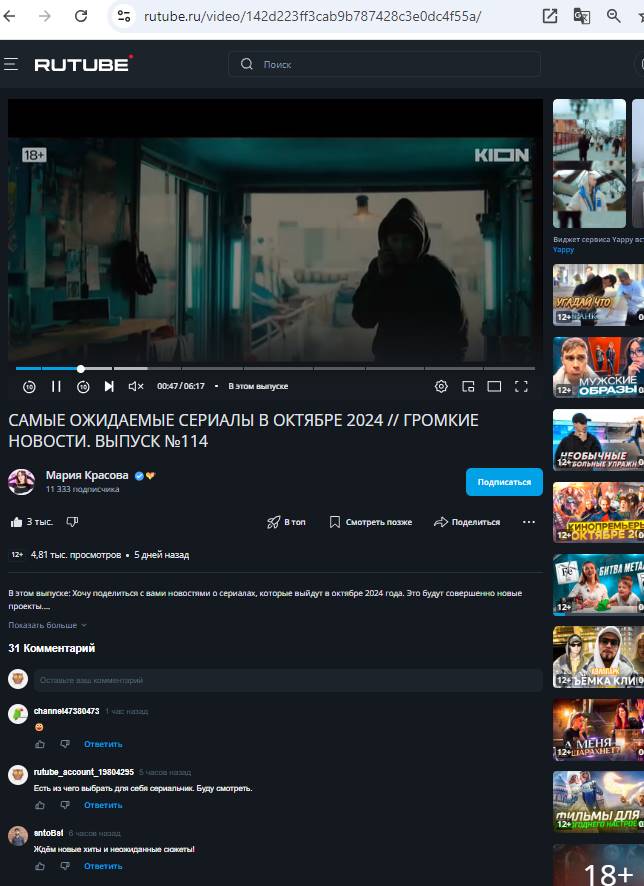 rutube.ru/video/142d223ff3cab9b787428c3e0dc4f55a/
RUTUBE
Поиск
18+
KION
00:47 / 06:17 • В этом выпуске
САМЫЕ ОЖИДАЕМЫЕ СЕРИАЛЫ В ОКТЯБРЕ 2024 // ГРОМКИЕ
НОВОСТИ. ВЫПУСК №114
Мария Красова
11 333 подписчика
Подписаться
3 тыс.
В топ
Смотреть позже
Поделиться
12+ 4,81 тыс. просмотров • 5 дней назад
В этом выпуске: Хочу поделиться с вами новостями о сериалах, которые выйдут в октябре 2024 года. Это будут совершенно новые
проекты....
Показать больше
31 Комментарий
Оставьте ваш комментарий
channel47380473 1 час назад
Ответить
rutube_account_19804295 5 часов назад
Есть из чего выбрать для себя сериальчик. Буду смотреть.
Ответить
antoBst 6 часов назад
Ждём новые хиты и неожиданные сюжеты!
Ответить
Виджет сервиса Yappy вс
Yappy
УГАДАЙ ЧТО
12+
МУЖСКИЕ
12+ ОБРАЗЫ
НЕОБЫЧНЫЕ
12+
КИНОПРЕМЬЕРЫ
12+
БИТВА МЕТА
12+
12+
А МЕНЯ
12+ ШАРАХНЕТ?
ФИЛЬМЫ ДЛЯ
12+
18+